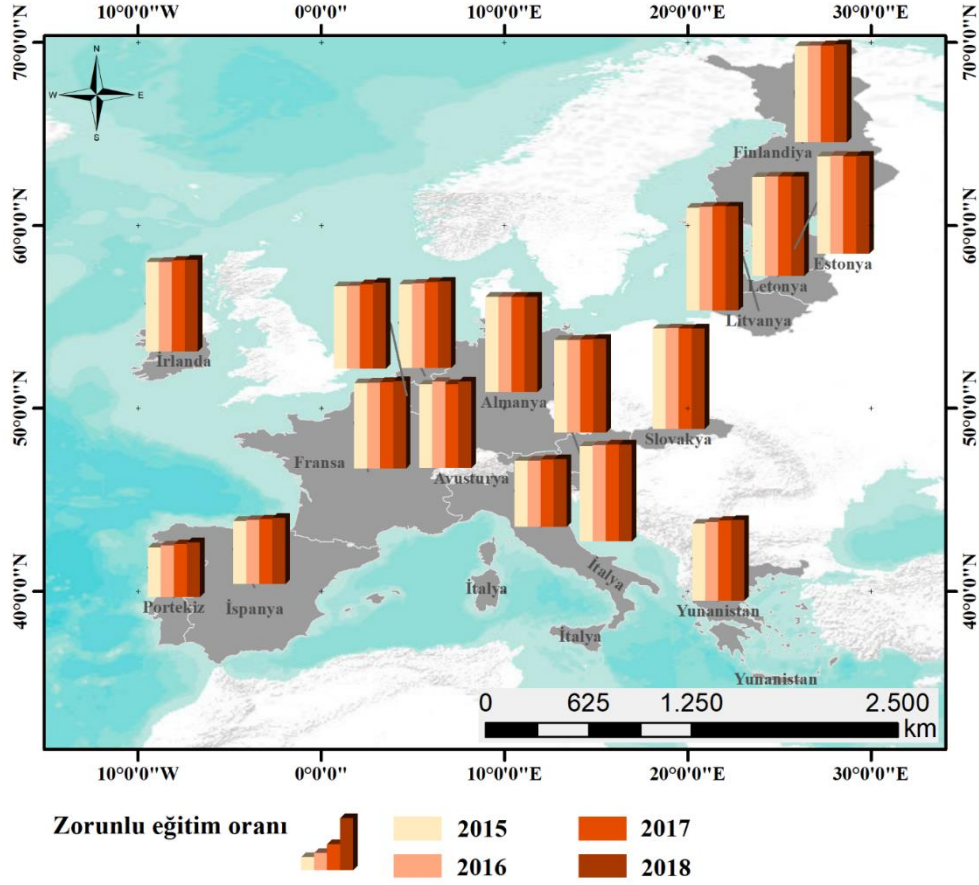 10°0'0"W 0°0'0" 10°0'0"E 20°0'0"E 30°0'0"E
70°0'0"N
70°0'0"N
N
W E
S
Finlandiya
60°0'0"N
60°0'0"N
Estonya
Letonya
Litvanya
İrlanda
Almanya
50°0'0"N
50°0'0"N
Slovakya
Fransa
Avusturya
İtalya
40°0'0"N
40°0'0"N
Portekiz
İspanya
İtalya
Yunanistan
İtalya
Yunanistan
0 625 1.250 2.500
km
10°0'0"W 0°0'0" 10°0'0"E 20°0'0"E 30°0'0"E
Zorunlu eğitim oranı
2015 2017
2016 2018